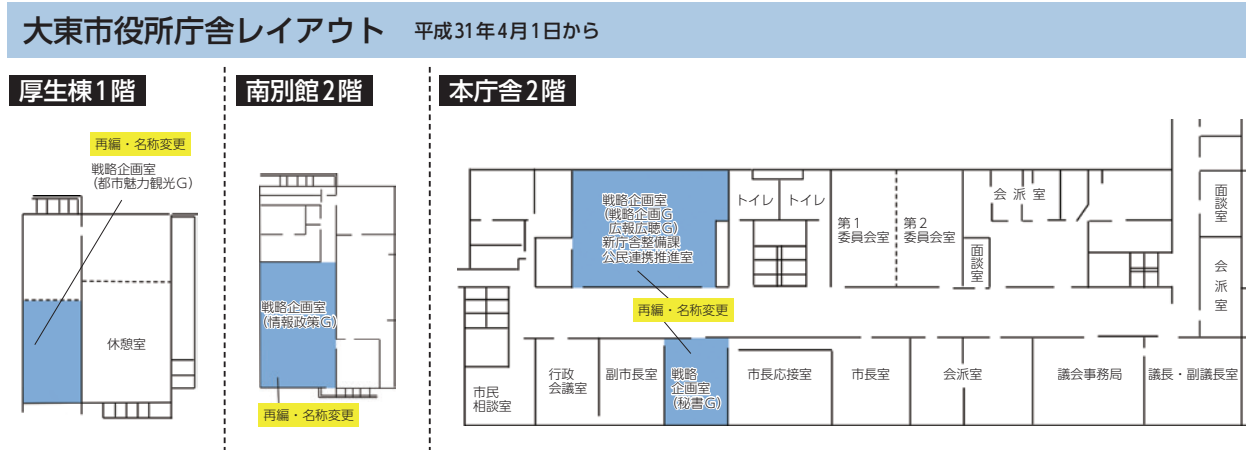 大東市役所庁舎レイアウト 平成31年4月1日から
厚生棟1階
再編・名称変更
戦略企画室
(都市魅力観光G)
休憩室
南別館2階
戦略企画室
(情報政策G)
再編・名称変更
本庁舎2階
戦略企画室
(戦略企画G
広報広聴G)
新庁舎整備課
公民連携推進室
トイレ
トイレ
第1
委員会室
第2
委員会室
面談室
会派室
面談室
会派室
再編・名称変更
市民
相談室
行政
会議室
副市長室
戦略
企画室
(秘書G)
市長応接室
市長室
会派室
議会事務局
議長・副議長室